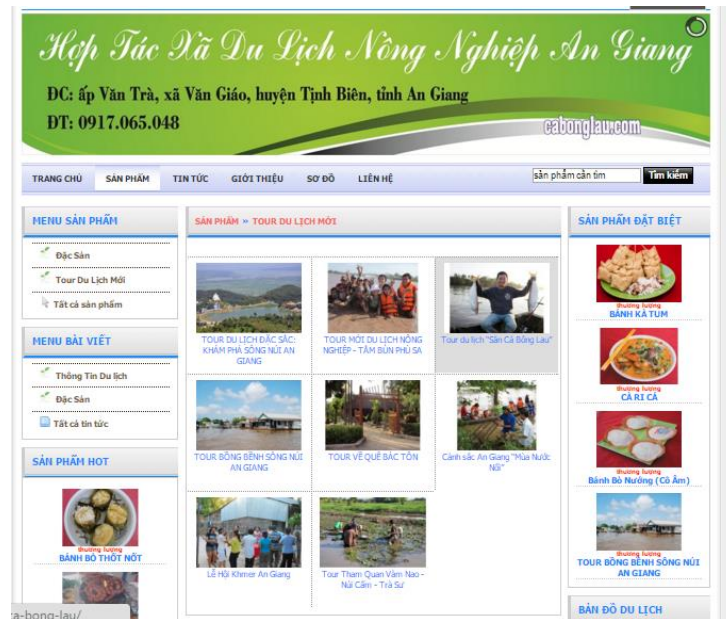 Hợp Tác Xã Du Lịch Nông Nghiệp An Giang
ĐC: ấp Văn Trà, xã Văn Giáo, huyện Tịnh Biên, tỉnh An Giang
ĐT: 0917.065.048
cabonglau.com
TRANG CHỦ SẢN PHẨM TIN TỨC GIỚI THIỆU SƠ ĐỒ LIÊN HỆ
sản phẩm cần tìm Tìm kiếm
MENU SẢN PHẨM
Đặc Sản
Tour Du Lịch Mới
Tất cả sản phẩm
MENU BÀI VIẾT
Thông Tin Du lịch
Đặc Sản
Tất cả tin tức
SẢN PHẨM HOT
thương lượng
BÁNH BÒ THỐT NỐT
a-bong-lau/
SẢN PHẨM » TOUR DU LỊCH MỚI
TOUR DU LỊCH ĐẶC SẮC:
KHÁM PHÁ SÔNG NÚI AN
GIANG
TOUR MỚI DU LỊCH NÔNG
NGHIỆP - TẮM BÙN PHÙ SA
Tour du lịch "Săn Cá Bông Lau"
TOUR BỒNG BỀNH SÔNG NÚI
AN GIANG
TOUR VỀ QUÊ BÁC TÔN
Cảnh sắc An Giang "Mùa Nước
Nổi"
Lễ Hội Khmer An Giang
Tour Tham Quan Vàm Nao -
Núi Cấm - Trà Sư
SẢN PHẨM ĐẶT BIỆT
thương lượng
BÁNH KÀ TUM
thương lượng
CÀ RI CÁ
thương lượng
Bánh Bò Nướng (Cô Âm)
thương lượng
TOUR BỒNG BỀNH SÔNG NÚI
AN GIANG
BẢN ĐỒ DU LỊCH